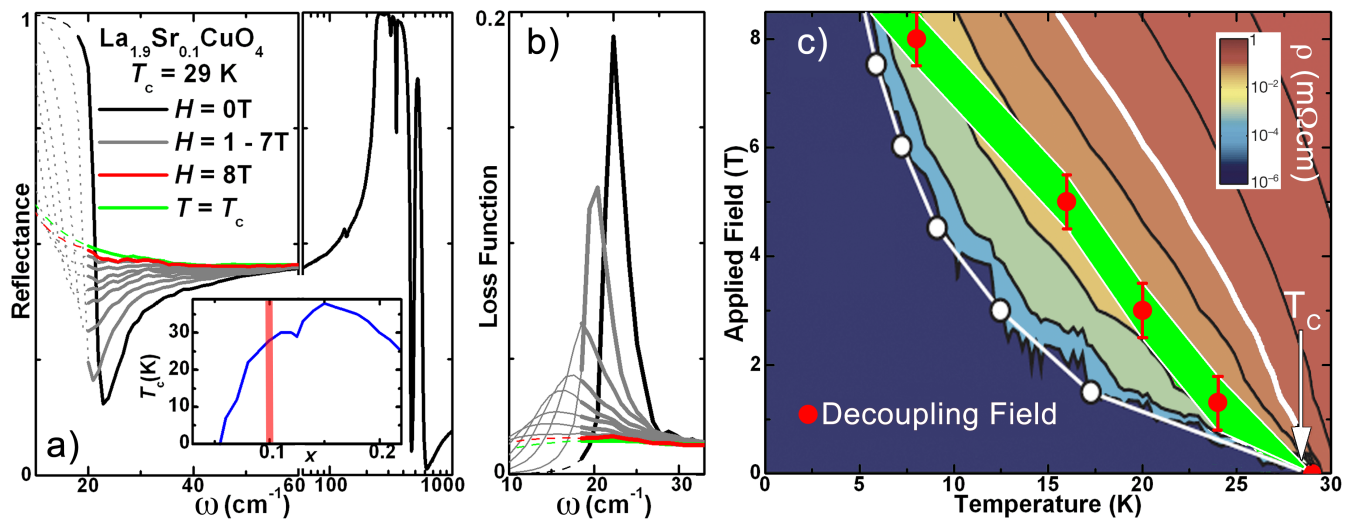 a)
La1.9Sr0.1CuO4
Tc = 29 K
H = 0T
H = 1 - 7T
H = 8T
T = Tc
Reflectance
1
0
20
40
60
100
1000
ω (cm-1)
Tc(K)
30
20
10
0
0.1
x
0.2
b)
Loss Function
0.2
0
10
20
30
ω (cm-1)
c)
Applied Field (T)
8
6
4
2
0
0
5
10
15
20
25
30
Temperature (K)
1
10−2
10−4
10−6
ρ (mΩcm)
TC
Decoupling Field